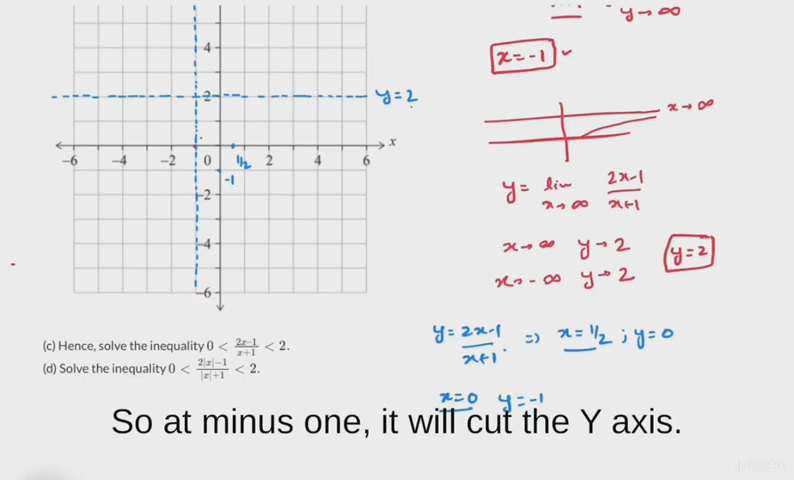 y→∞
x=-1
4
2
y=2
x→∞
-6 -4 -2 0 1/2 2 4 6 x
-1
-2
-4
-6
y= lim x→∞ 2x-1/x+1
x→∞ y→2
x→-∞ y→2
y=2
(c) Hence, solve the inequality 0 < 2x-1/x+1 < 2.
(d) Solve the inequality 0 < 2|x|-1/|x|+1 < 2.
y=2x-1/x+1 ⇒ x=1/2 ; y=0
x=0 y=-1
So at minus one, it will cut the Y axis.